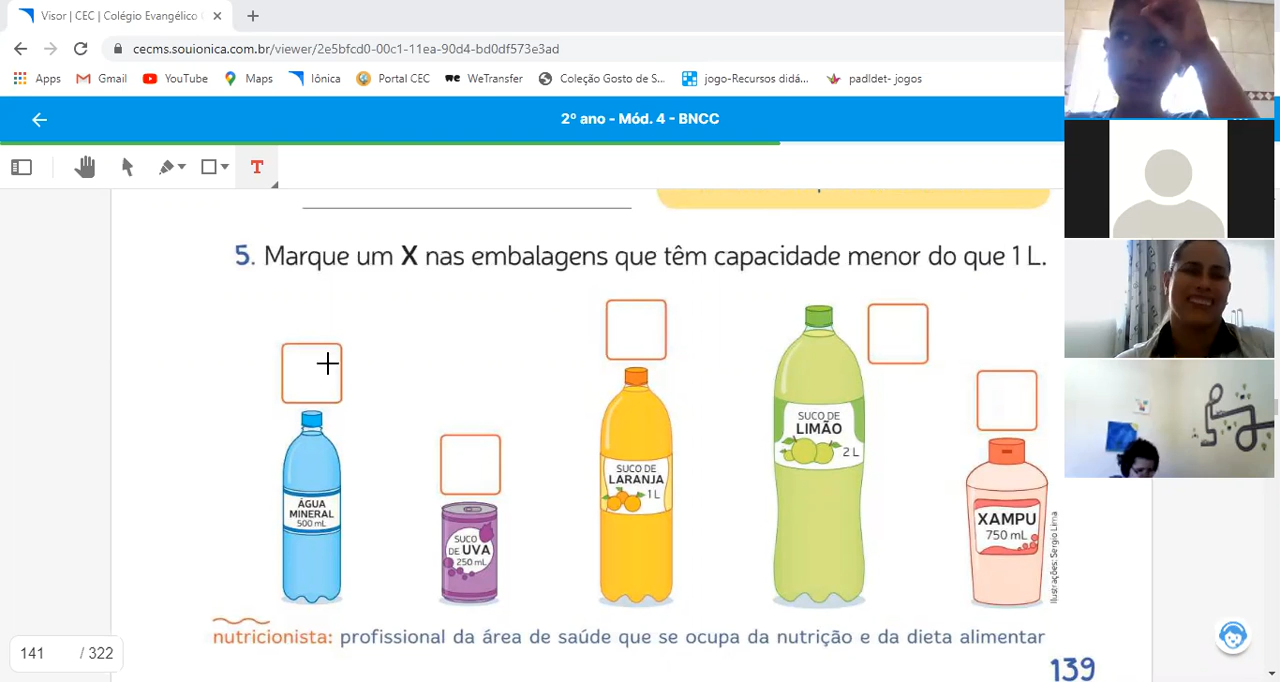 Visor | CEC | Colégio Evangélico
cecms.souionica.com.br/viewer/2e5bfcd0-00c1-11ea-90d4-bd0df573e3ad
Apps Gmail YouTube Maps Iônica Portal CEC WeTransfer Coleção Gosto de S... jogo-Recursos didá... padldet- jogos
2º ano - Mód. 4 - BNCC
T
5. Marque um X nas embalagens que têm capacidade menor do que 1 L.
ÁGUA
MINERAL
500 mL
SUCO
DE UVA
250 mL
SUCO DE
LARANJA
1 L
SUCO DE
LIMÃO
2 L
XAMPU
750 mL
Ilustrações: Sergio Lima
nutricionista: profissional da área de saúde que se ocupa da nutrição e da dieta alimentar
141 / 322
139